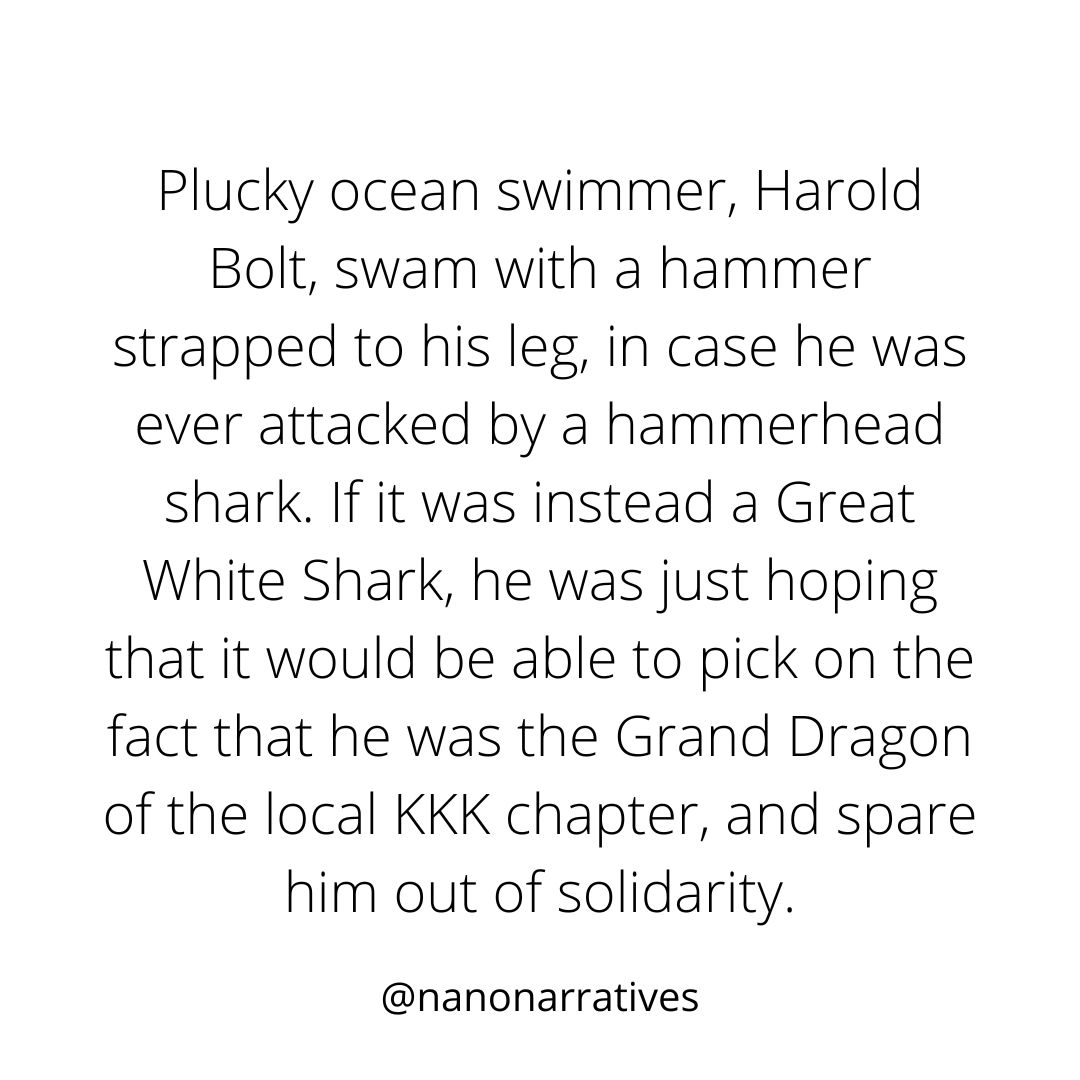 Plucky ocean swimmer, Harold
Bolt, swam with a hammer
strapped to his leg, in case he was
ever attacked by a hammerhead
shark. If it was instead a Great
White Shark, he was just hoping
that it would be able to pick on the
fact that he was the Grand Dragon
of the local KKK chapter, and spare
him out of solidarity.
@nanonarratives